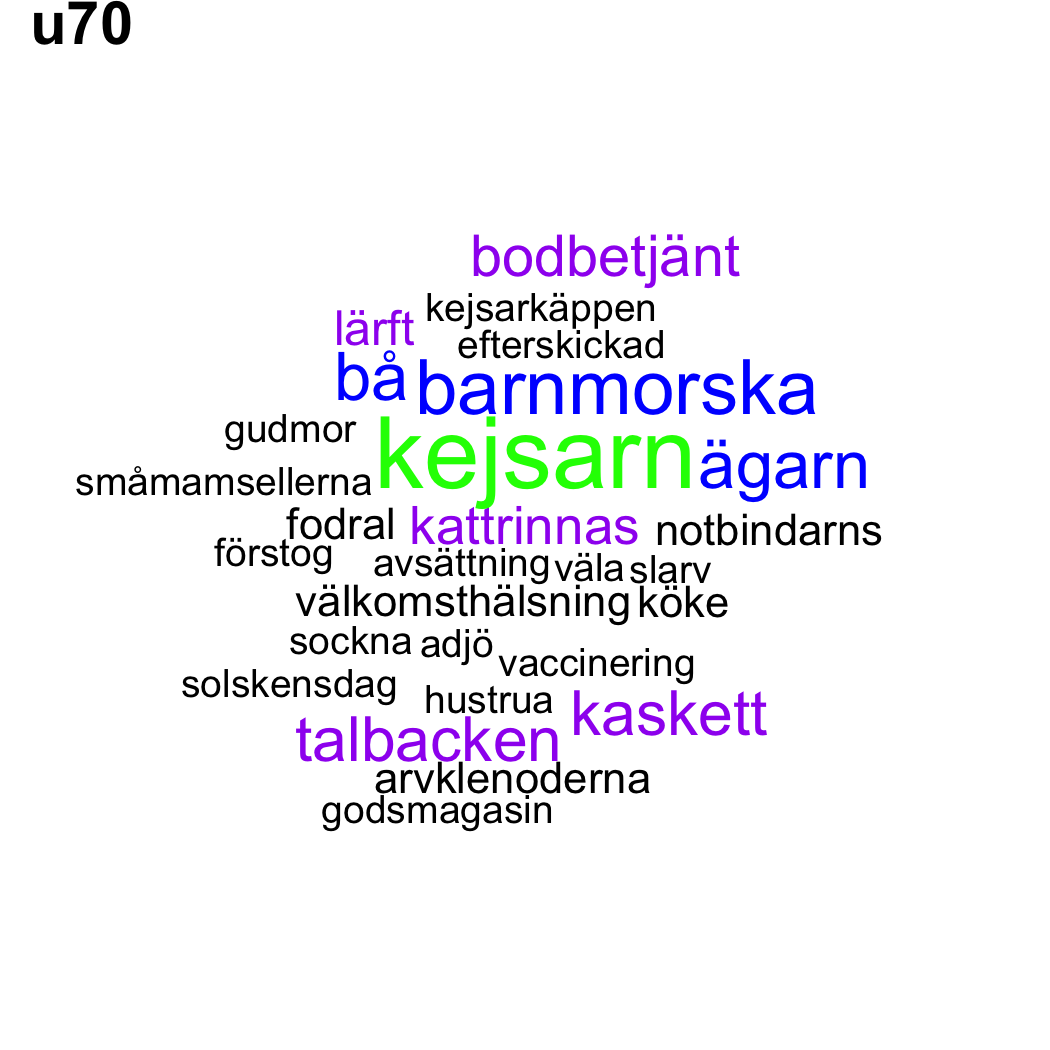 u70
bodbetjänt
kejsarkäppen
lärft
efterskickad
bå barnmorska
gudmor
kejsarn ägarn
småmamsellerna
fodral kattrinnas notbindarns
förstog avsättning väla slarv
välkomsthälsning köke
sockna adjö
vaccinering
solskensdag
hustrua kaskett
talbacken
arvklenoderna
godsmagasin